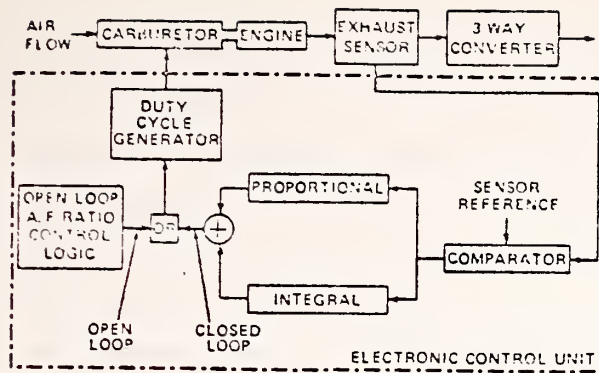 AIR
FLOW
CARBURETOR
ENGINE
EXHAUST
SENSOR
3 WAY
CONVERTER
DUTY
CYCLE
GENERATOR
OPEN LOOP
A/F RATIO
CONTROL
LOGIC
OR
+
PROPORTIONAL
SENSOR
REFERENCE
COMPARATOR
INTEGRAL
OPEN
LOOP
CLOSED
LOOP
ELECTRONIC CONTROL UNIT